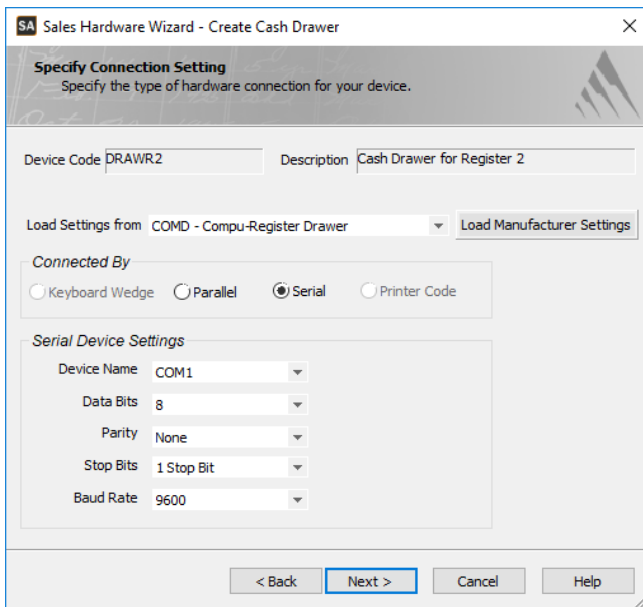 SA Sales Hardware Wizard - Create Cash Drawer
Specify Connection Setting
Specify the type of hardware connection for your device.
Device Code DRAWR2 Description Cash Drawer for Register 2
Load Settings from COMD - Compu-Register Drawer Load Manufacturer Settings
Connected By
Keyboard Wedge Parallel Serial Printer Code
Serial Device Settings
Device Name COM1
Data Bits 8
Parity None
Stop Bits 1 Stop Bit
Baud Rate 9600
< Back Next > Cancel Help